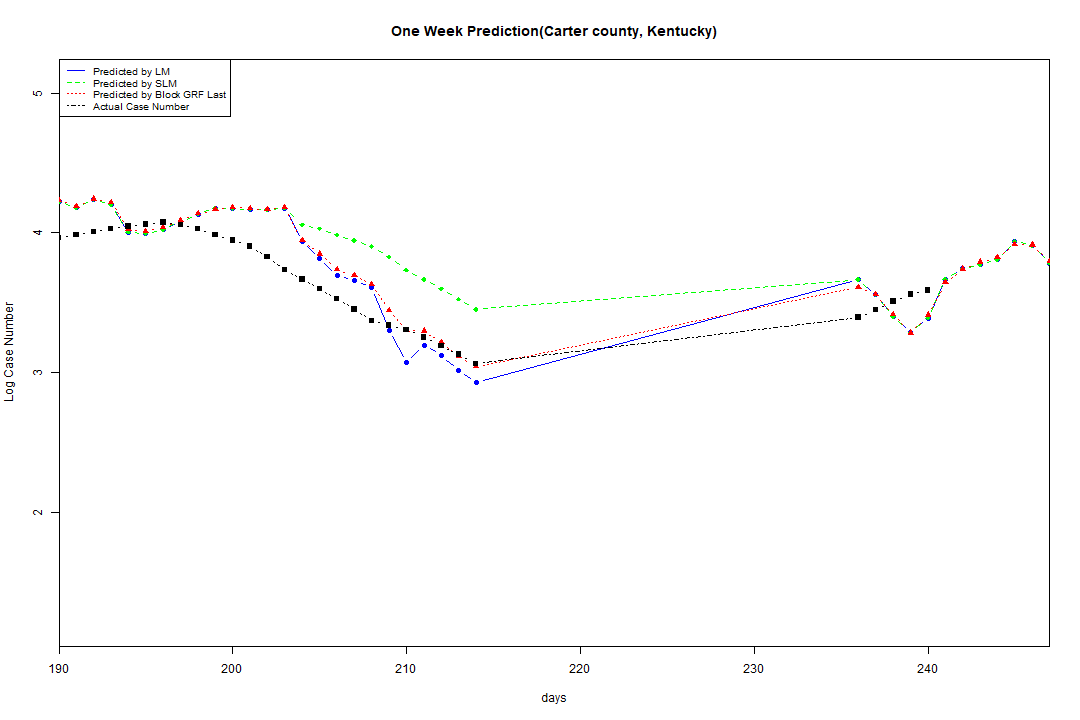 One Week Prediction(Carter county, Kentucky)
Predicted by LM
Predicted by SLM
Predicted by Block GRF Last
Actual Case Number
5
4
3
2
Log Case Number
190 200 210 220 230 240
days